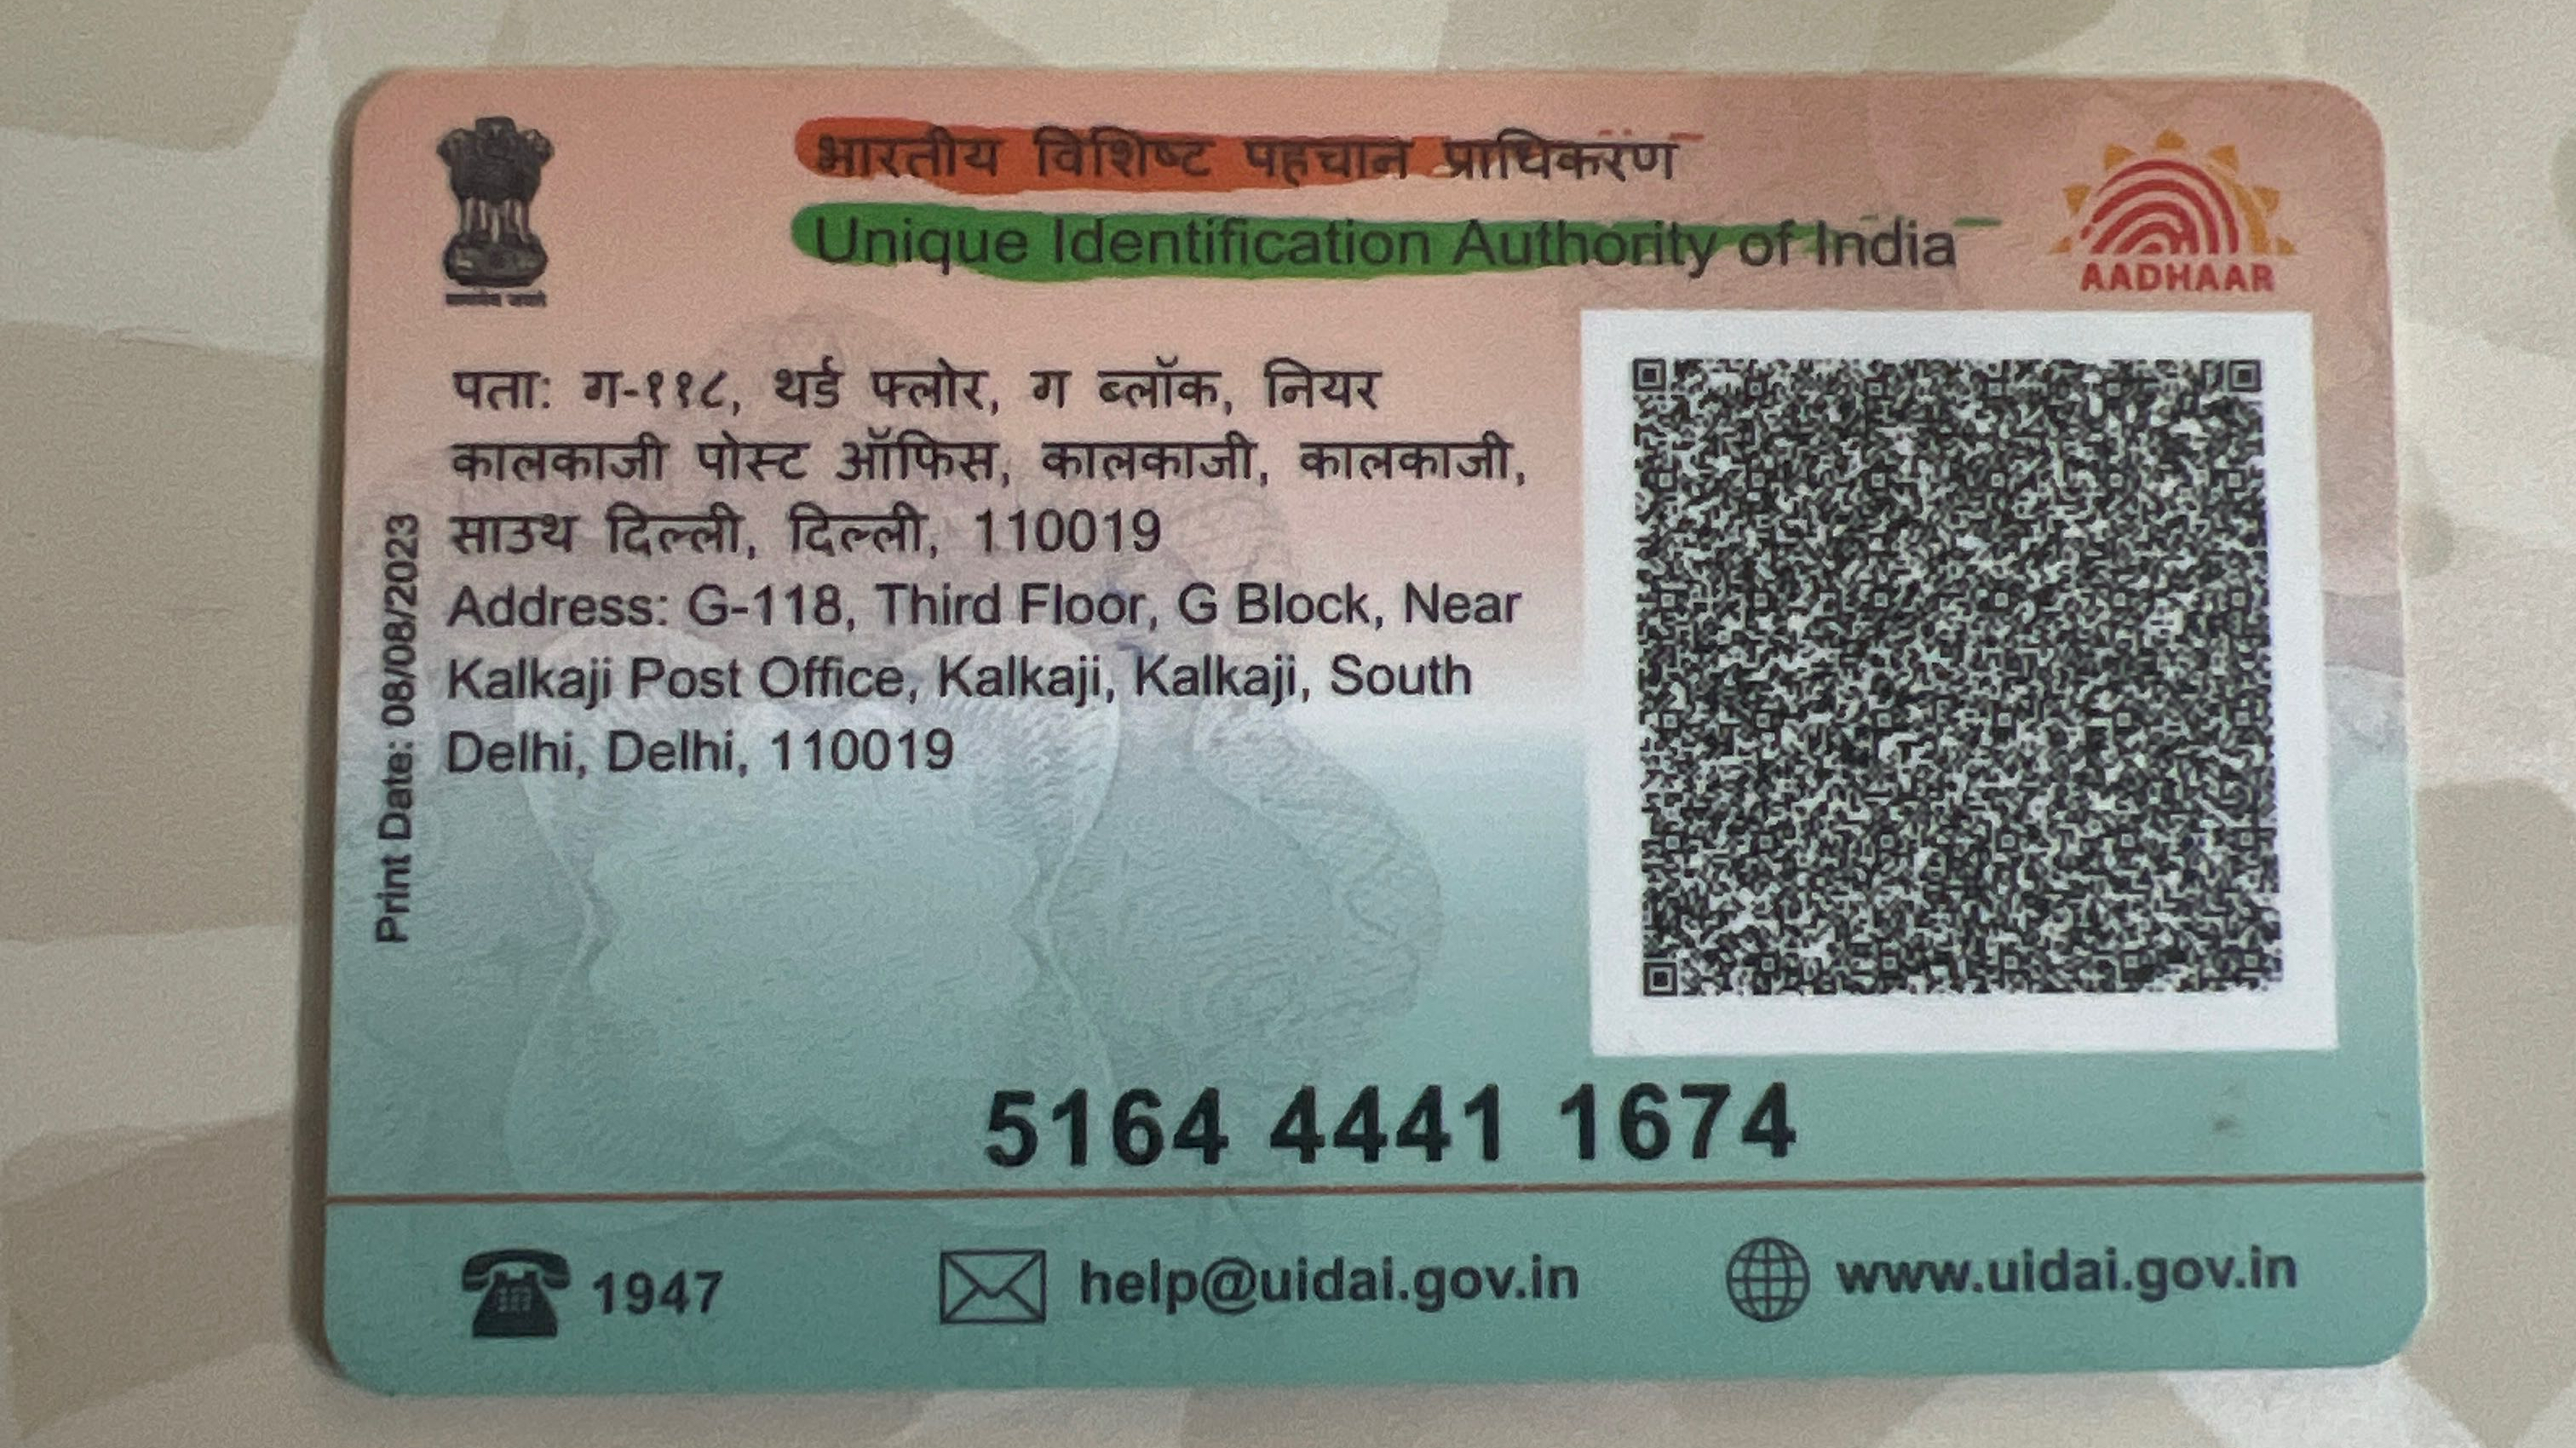 भारतीय विशिष्ट पहचान प्राधिकरण
Unique Identification Authority of India
AADHAAR
पता: ग-११८, थर्ड फ्लोर, ग ब्लॉक, नियर
कालकाजी पोस्ट ऑफिस, कालकाजी, कालकाजी,
साउथ दिल्ली, दिल्ली, 110019
Address: G-118, Third Floor, G Block, Near
Kalkaji Post Office, Kalkaji, Kalkaji, South
Delhi, Delhi, 110019
Print Date: 08/08/2023
5164 4441 1674
1947
help@uidai.gov.in
www.uidai.gov.in